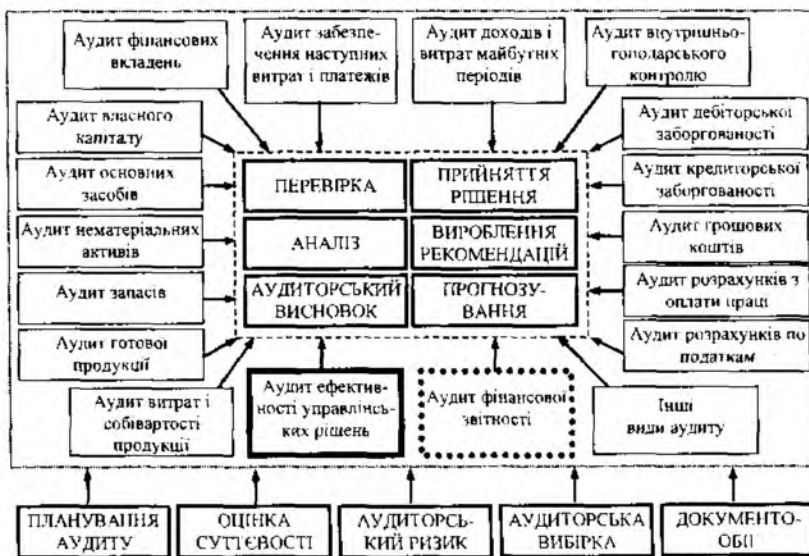 Аудит фінансових
вкладень
Аудит забезпе-
чення наступних
витрат і платежів
Аудит доходів і
витрат майбутніх
періодів
Аудит внутрішньо-
гоподарського
контролю
Аудит власного
капіталу
Аудит основних
засобів
Аудит нематеріальних
активів
Аудит запасів
Аудит готової
продукції
Аудит витрат і
собівартості
продукції
ПЕРЕВІРКА
АНАЛІЗ
АУДИТОРСЬКИЙ
ВИСНОВОК
ПРИЙНЯТТЯ
РІШЕННЯ
ВИРОБЛЕННЯ
РЕКОМЕНДАЦІЙ
ПРОГНОЗУ-
ВАННЯ
Аудит дебіторської
заборгованості
Аудит кредиторської
заборгованості
Аудит грошових
коштів
Аудит розрахунків з
оплати праці
Аудит розрахунків по
податкам
Аудит ефектив-
ності управлінсь-
ких рішень
Аудит фінансової
звітності
Інші
види аудиту
ПЛАНУВАННЯ
АУДИТУ
ОЦІНКА
СУТТЄВОСТІ
АУДИТОРСЬ-
КИЙ РИЗИК
АУДИТОРСЬКА
ВИБІРКА
ДОКУМЕНТО-